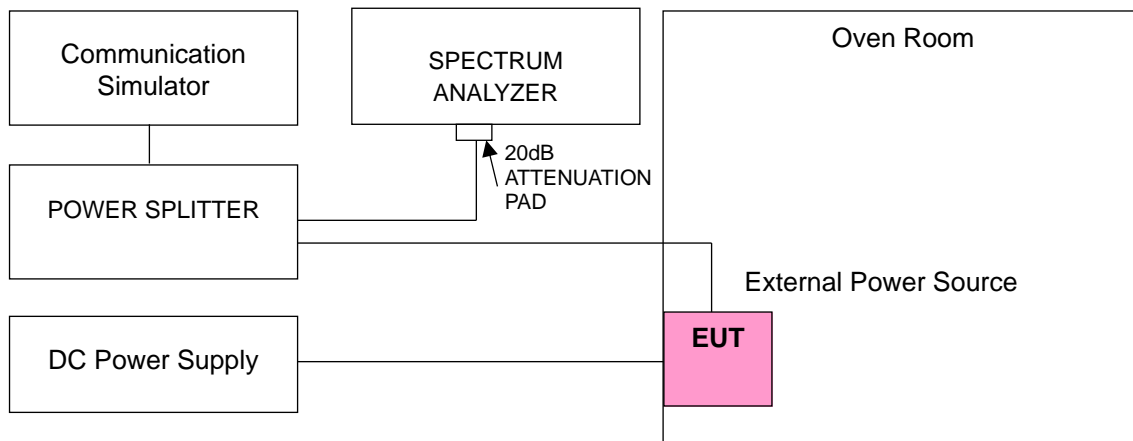 Communication
Simulator
SPECTRUM
ANALYZER
Oven Room
20dB
ATTENUATION
PAD
POWER SPLITTER
External Power Source
EUT
DC Power Supply